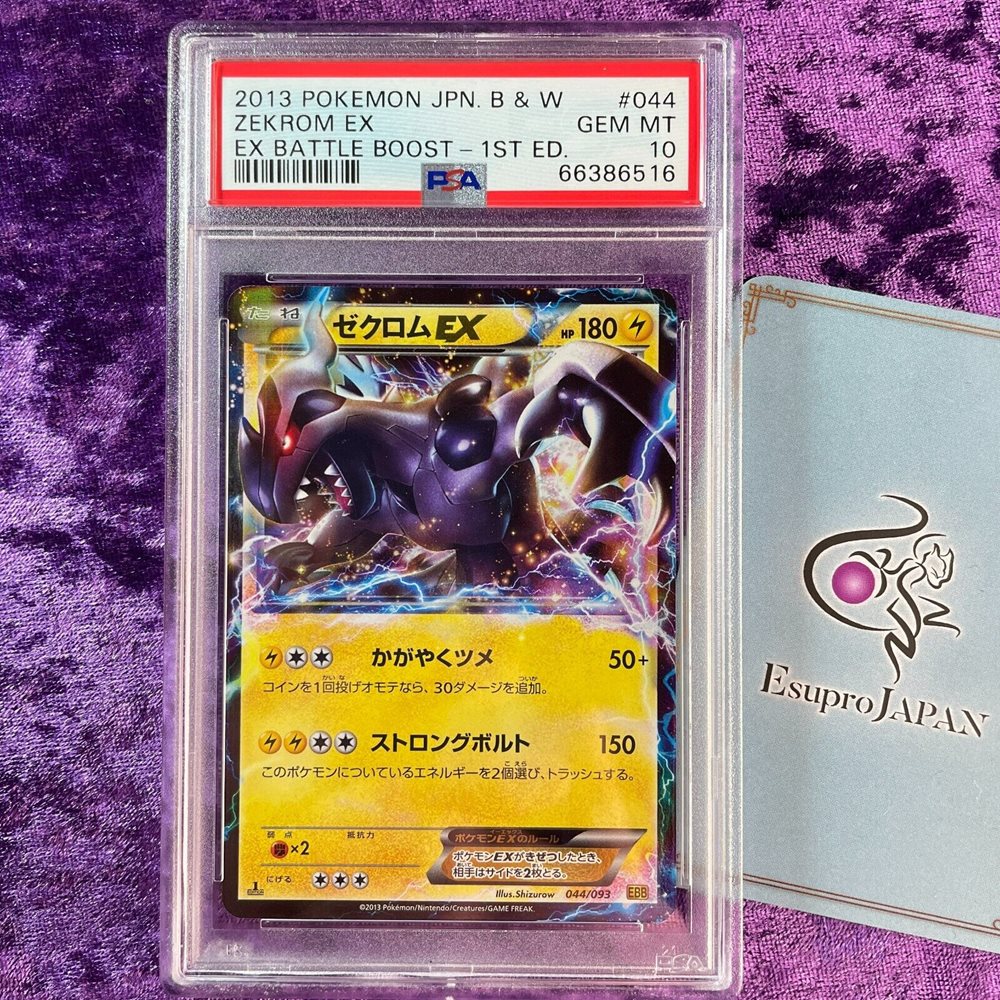 2013 POKEMON JPN. B & W #044
ZEKROM EX GEM MT
EX BATTLE BOOST – 1ST ED. 10
PSA 66386516
たね ゼクロムEX HP 180
かがやくツメ 50+
コインを1回投げオモテなら、30ダメージを追加。
ストロングボルト 150
このポケモンについているエネルギーを2個選び、トラッシュする。
弱点 抵抗力
×2
ポケモンEXのルール
ポケモンEXがきぜつしたとき、
相手はサイドを2枚とる。
にげる
1 EDITION
Illus.Shizurow 044/093 EBB
©2013 Pokémon/Nintendo/Creatures/GAME FREAK.
EsuproJAPAN